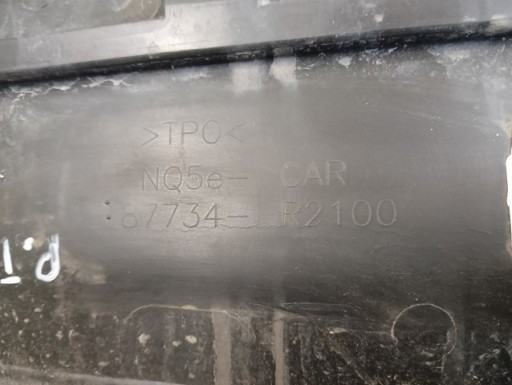 >TPO<
NQ5e- CAR
87734- R2100
P.I